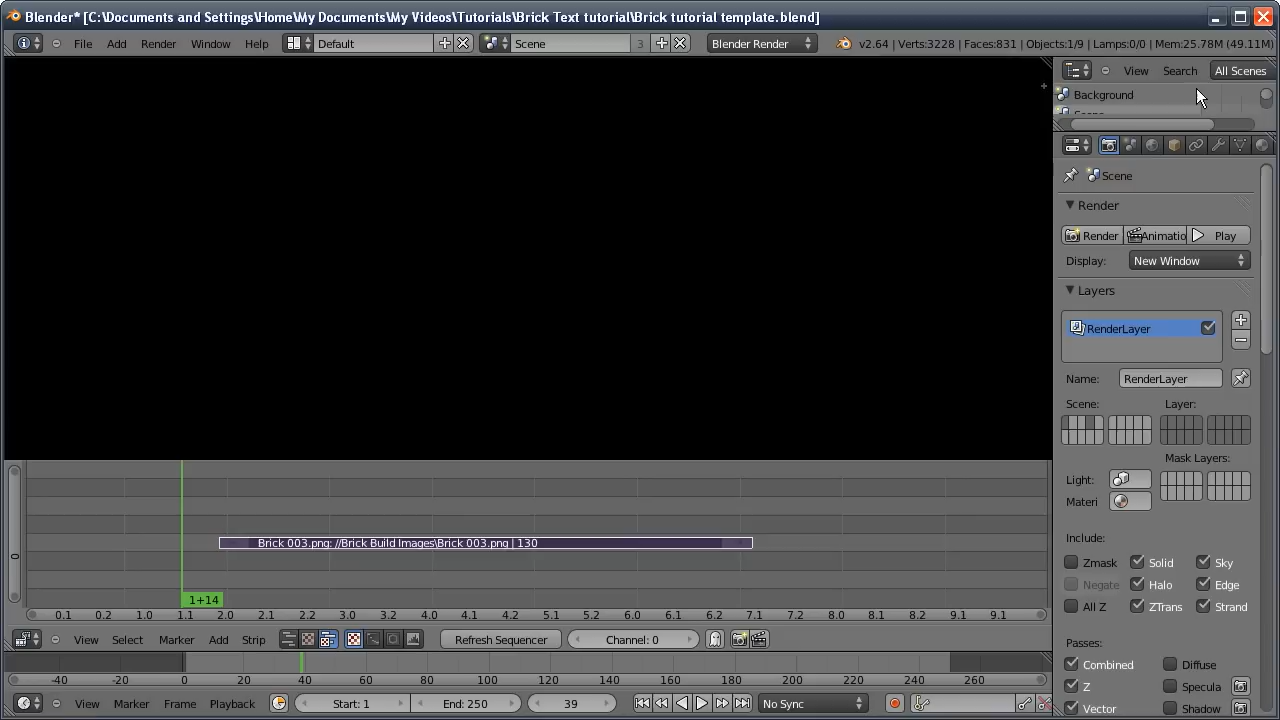 Blender* [C:\Documents and Settings\Home\My Documents\My Videos\Tutorials\Brick Text tutorial\Brick tutorial template.blend]
File Add Render Window Help Default Scene 3 Blender Render v2.64 | Verts:3228 | Faces:831 | Objects:1/9 | Lamps:0/0 | Mem:25.78M (49.11M)
View Search All Scenes
Background
Scene
Render
Render Animatio Play
Display: New Window
Layers
RenderLayer
Name: RenderLayer
Scene: Layer:
Mask Layers:
Light:
Materi
Include:
Zmask Solid Sky
Negate Halo Edge
All Z ZTrans Strand
Passes:
Combined Diffuse
Z Specula
Vector Shadow
Brick 003.png: //Brick Build Images\Brick 003.png | 130
1+14
0.1 0.2 1.0 1.1 2.0 2.1 2.2 3.0 3.2 4.0 4.1 4.2 5.1 5.2 6.0 6.1 6.2 7.1 7.2 8.0 8.2 9.1 9.1
View Select Marker Add Strip Refresh Sequencer Channel: 0
-40 -20 0 20 40 60 80 100 120 140 160 180 200 220 240 260 280
View Marker Frame Playback Start: 1 End: 250 39 No Sync